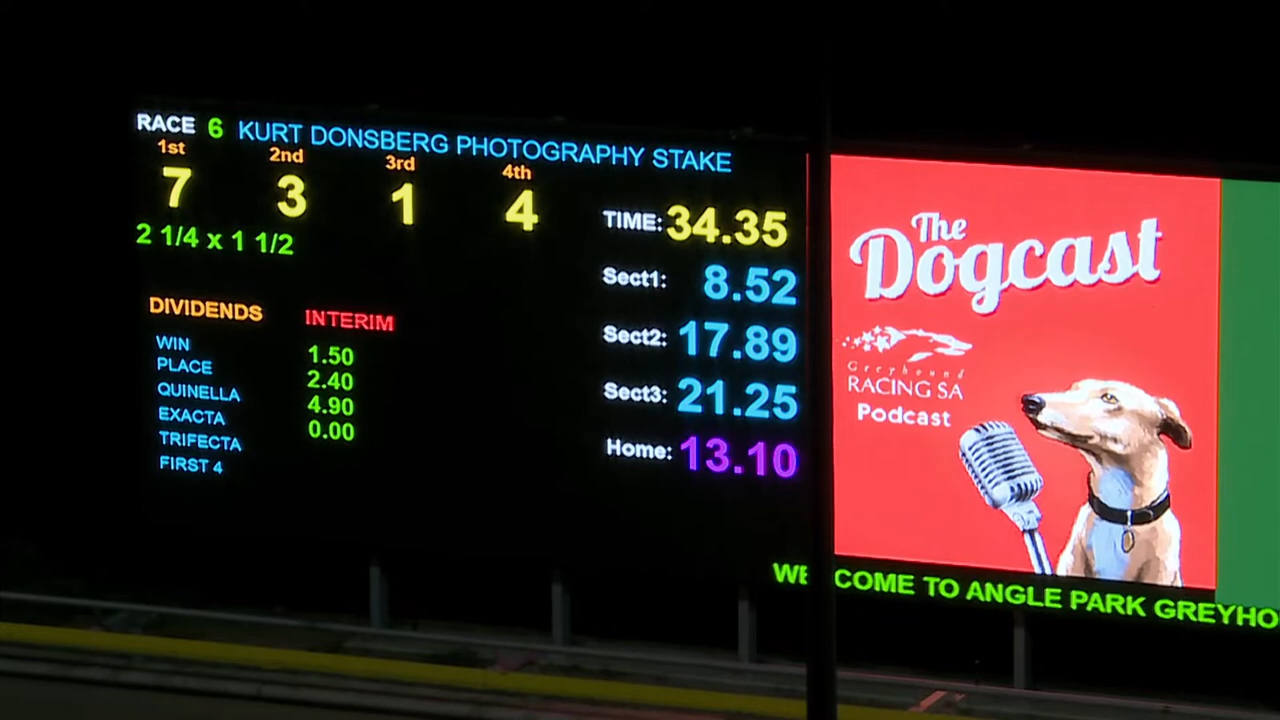 RACE 6 KURT DONSBERG PHOTOGRAPHY STAKE
1st 2nd 3rd 4th
7 3 1 4
2 1/4 x 1 1/2
TIME: 34.35
Sect1: 8.52
Sect2: 17.89
Sect3: 21.25
Home: 13.10
DIVIDENDS INTERIM
WIN 1.50
PLACE 2.40
QUINELLA 4.90
EXACTA 0.00
TRIFECTA
FIRST 4
The
Dogcast
Greyhound
RACING SA
Podcast
WE COME TO ANGLE PARK GREYHO